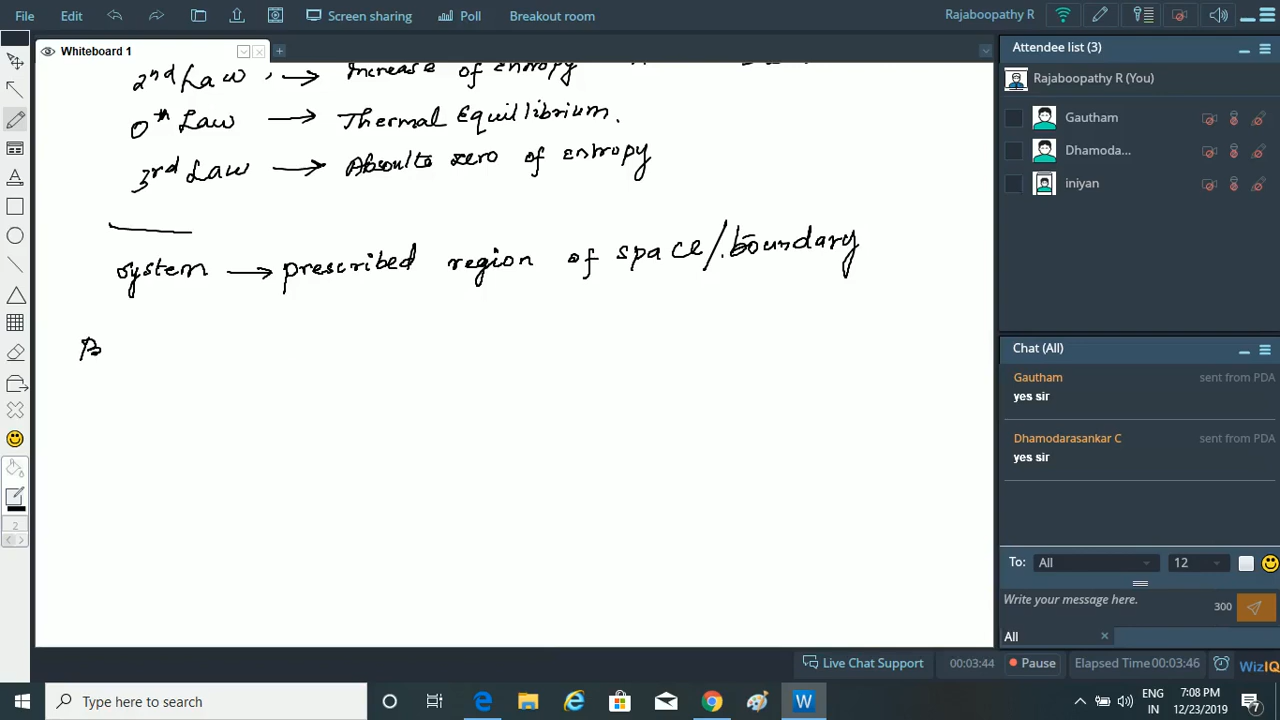 File Edit Screen sharing Poll Breakout room Rajaboopathy R
Whiteboard 1
Attendee list (3)
Rajaboopathy R (You)
Gautham
Dhamoda...
iniyan
2nd Law → Increase of entropy
0th Law → Thermal Equilibrium.
3rd Law → Absoulte zero of entropy
system → prescribed region of space/.boundary
B
2
Chat (All)
Gautham sent from PDA
yes sir
Dhamodarasankar C sent from PDA
yes sir
To: All 12
Write your message here. 300
All
Live Chat Support 00:03:44 Pause Elapsed Time 00:03:46 WizIQ
Type here to search
ENG
IN
7:08 PM
12/23/2019
7